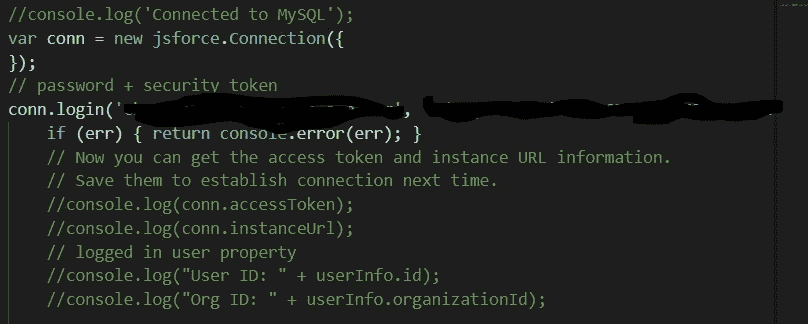 //console.log('Connected to MySQL');
var conn = new jsforce.Connection({
});
// password + security token
conn.login('
if (err) { return console.error(err); }
// Now you can get the access token and instance URL information.
// Save them to establish connection next time.
//console.log(conn.accessToken);
//console.log(conn.instanceUrl);
// logged in user property
//console.log("User ID: " + userInfo.id);
//console.log("Org ID: " + userInfo.organizationId);